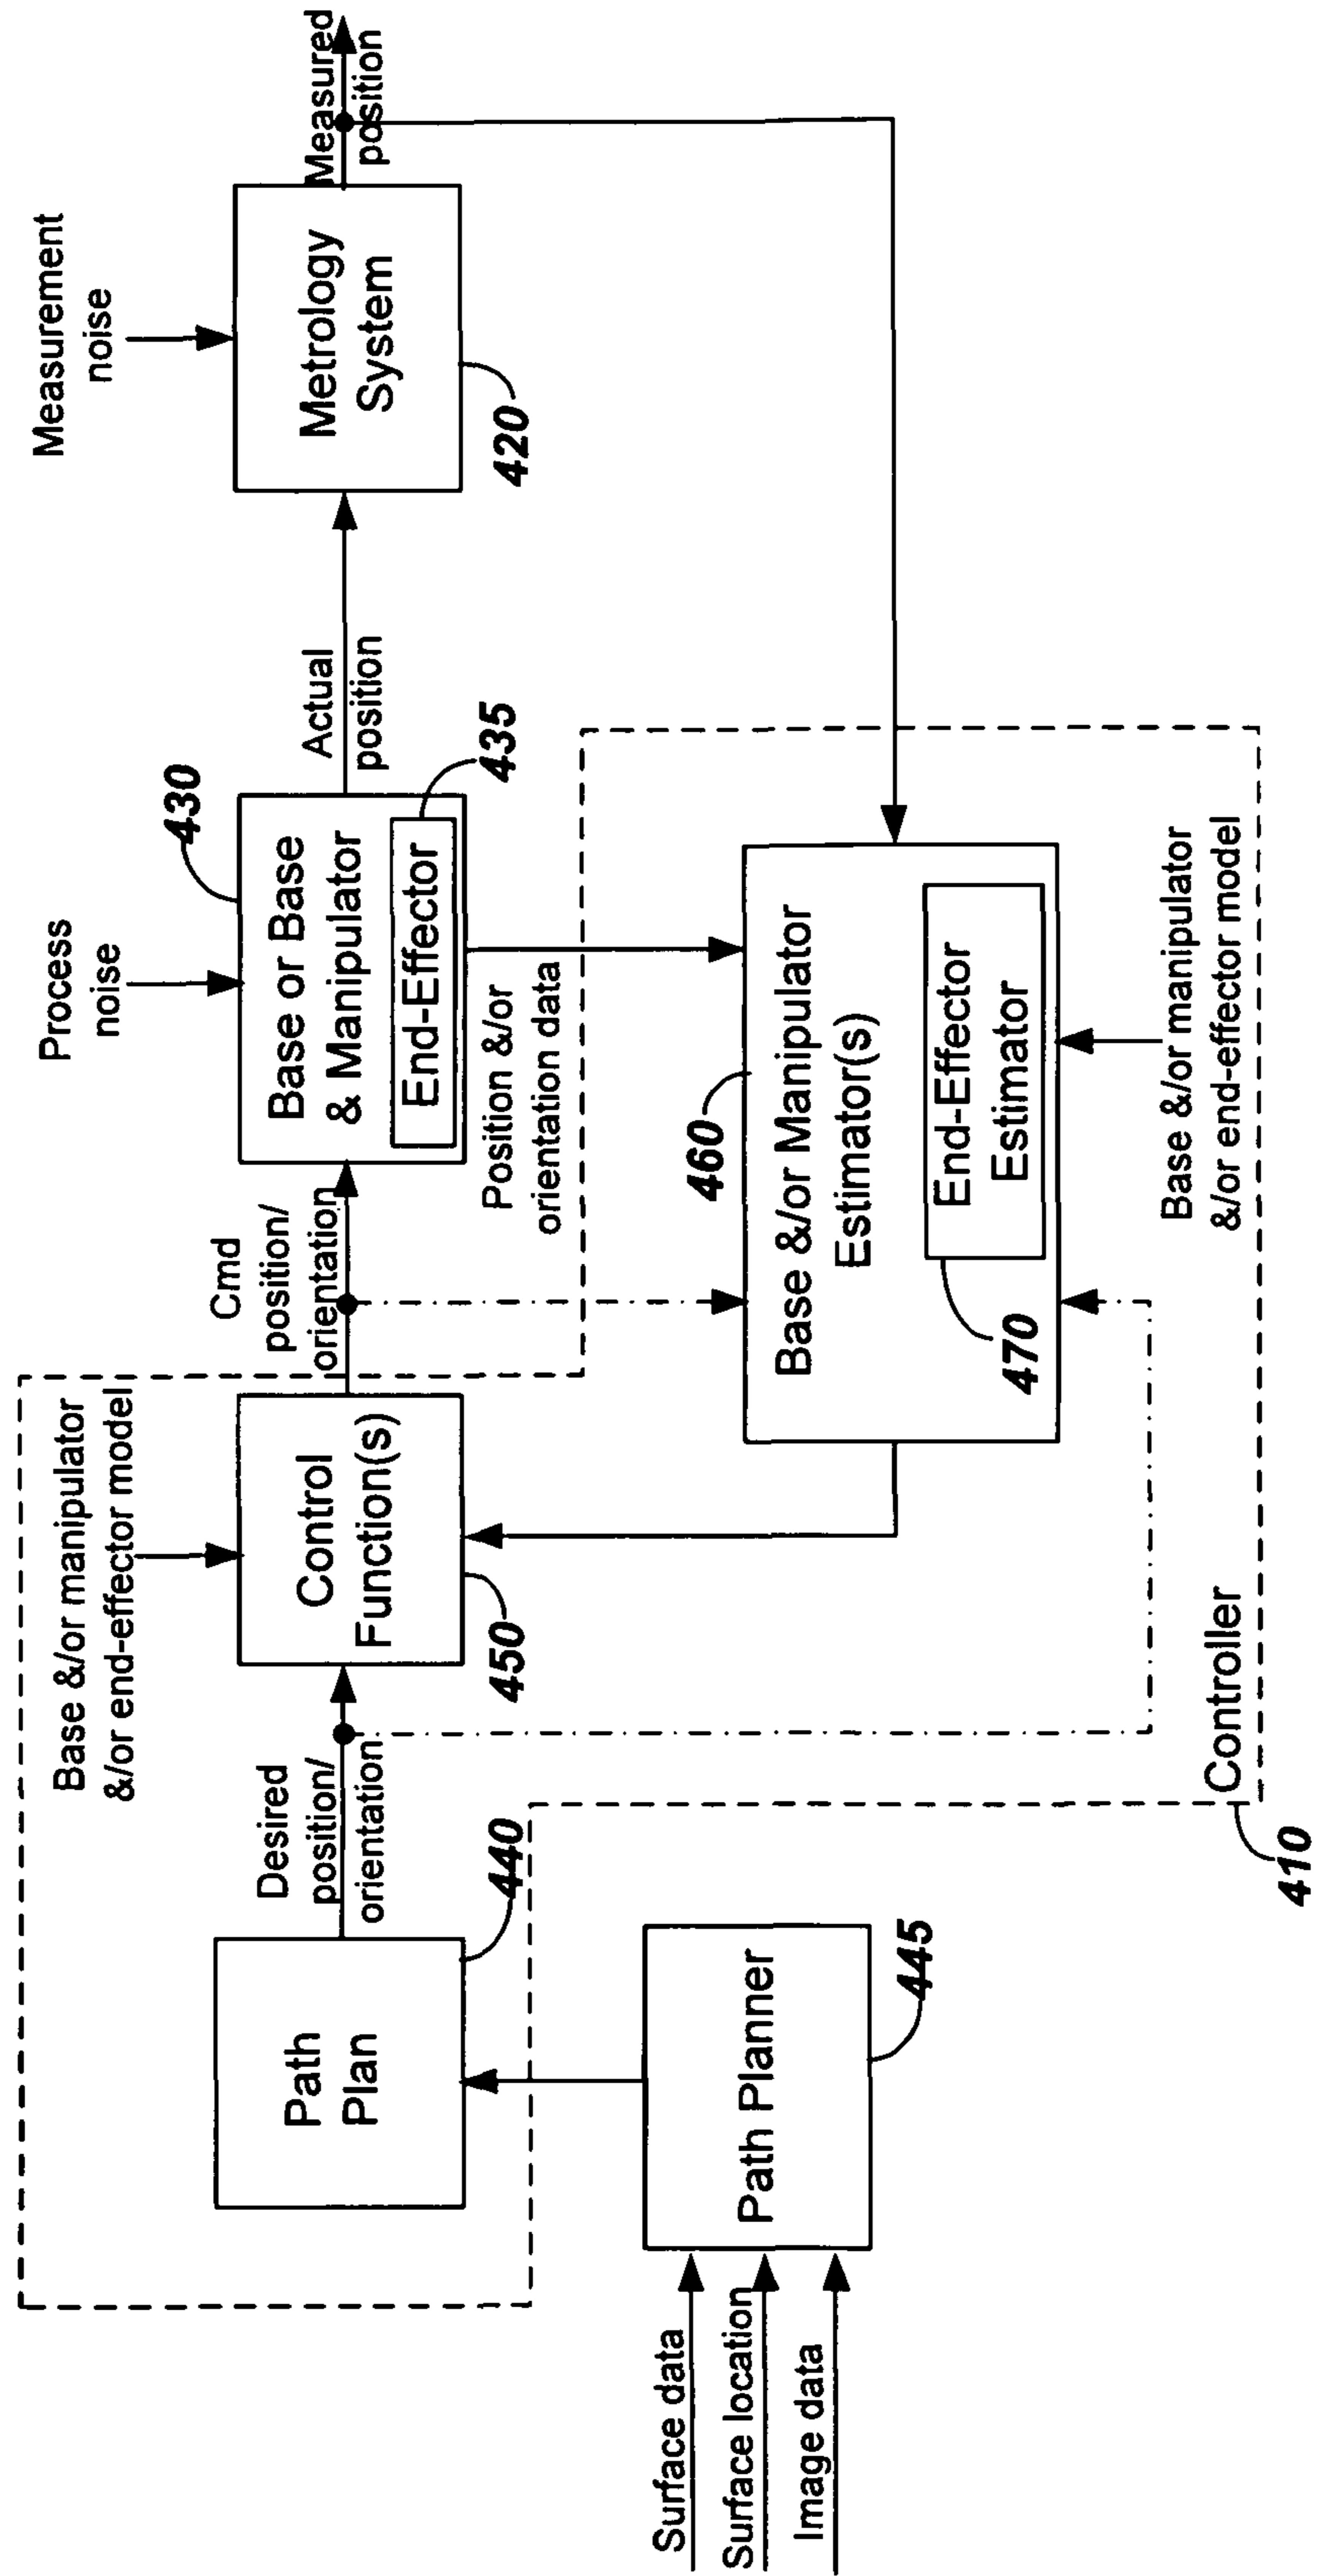 Measurement
noise
Process
noise
Base &/or manipulator
&/or end-effector model
Desired
position/
orientation
Cmd
position/
orientation
Actual
position
Measured
position
Path
Plan
440
Control
Function(s)
450
Base or Base
& Manipulator
End-Effector
430
435
Metrology
System
420
Position &/or
orientation data
Surface data
Surface location
Image data
Path Planner
445
Base &/or Manipulator
Estimator(s)
460
End-Effector
Estimator
470
Base &/or manipulator
&/or end-effector model
Controller
410